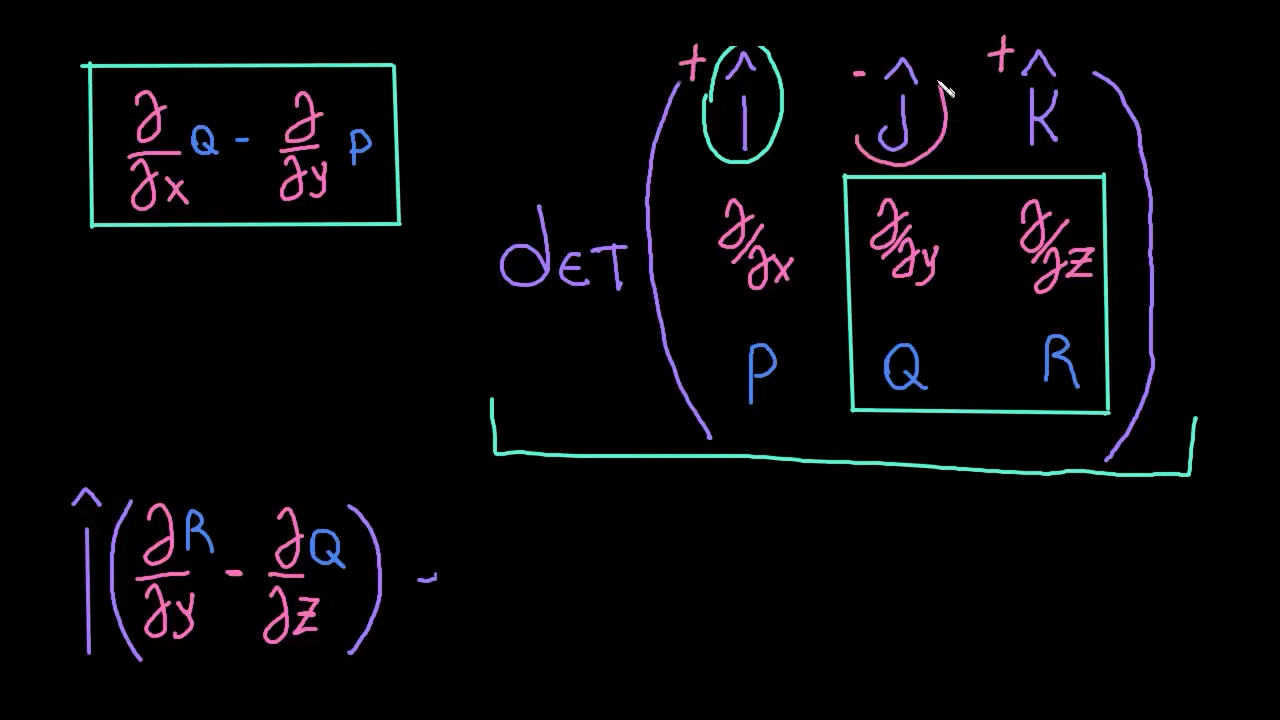 ∂/∂x Q - ∂/∂y P
+ î - ĵ + k̂
DET ( ∂/∂x ∂/∂y ∂/∂z )
P Q R
î ( ∂R/∂y - ∂Q/∂z ) -